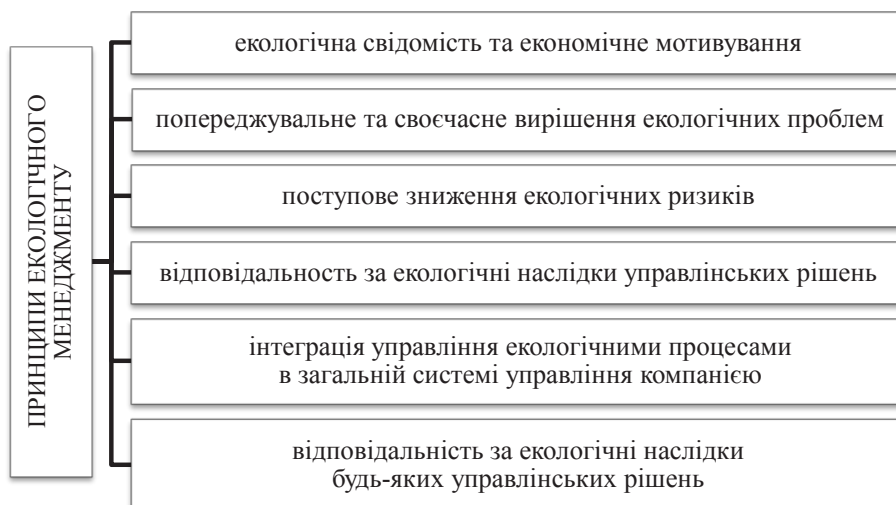 ПРИНЦИПИ ЕКОЛОГІЧНОГО
МЕНЕДЖМЕНТУ
екологічна свідомість та економічне мотивування
попереджувальне та своєчасне вирішення екологічних проблем
поступове зниження екологічних ризиків
відповідальность за екологічні наслідки управлінських рішень
інтеграція управління екологічними процесами
в загальній системі управління компанією
відповідальність за екологічні наслідки
будь-яких управлінських рішень